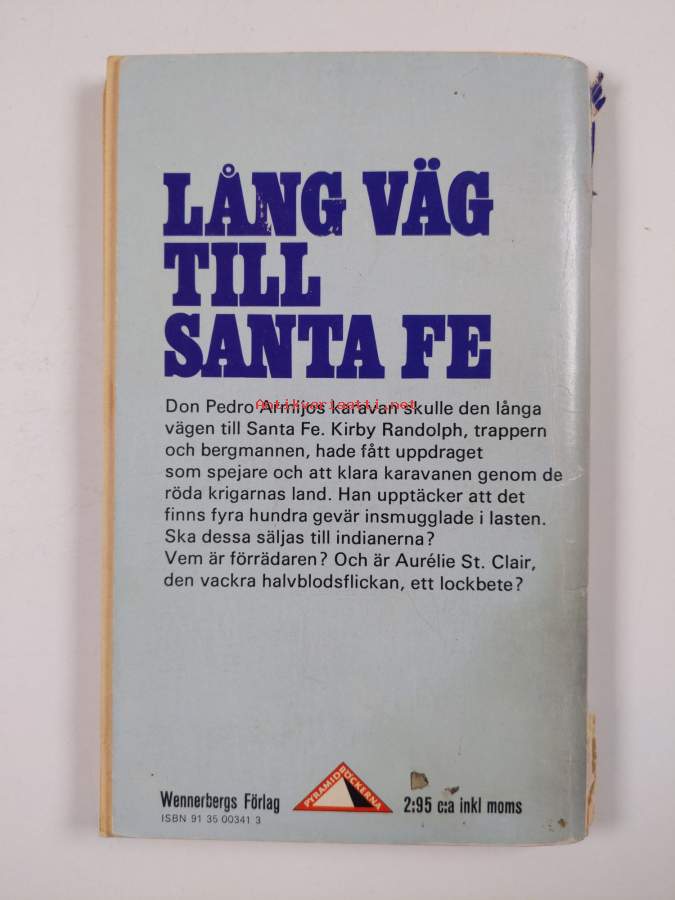 LÅNG VÄG
TILL
SANTA FE
Antikvariaatti.net
Don Pedro Armijos karavan skulle den långa
vägen till Santa Fe. Kirby Randolph, trappern
och bergmannen, hade fått uppdraget
som spejare och att klara karavanen genom de
röda krigarnas land. Han upptäcker att det
finns fyra hundra gevär insmugglade i lasten.
Ska dessa säljas till indianerna?
Vem är förrädaren? Och är Aurélie St. Clair,
den vackra halvblodsflickan, ett lockbete?
PYRAMIDBÖCKERNA
Wennerbergs Förlag
2:95 c:a inkl moms
ISBN 91 35 00341 3